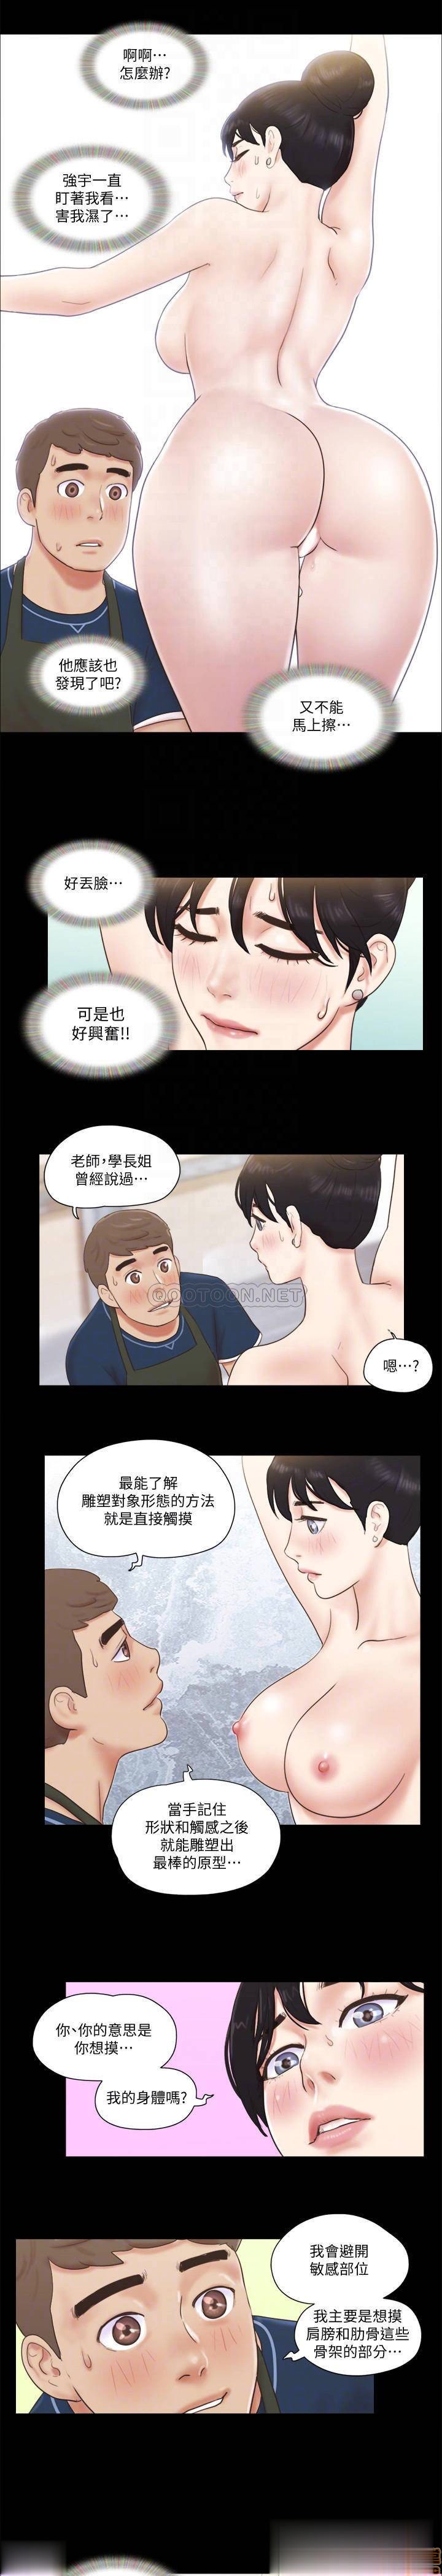 啊啊⋯
怎麼辦?
強宇一直
盯著我看⋯
害我濕了⋯
他應該也
發現了吧?
又不能
馬上擦⋯
好丟臉⋯
可是也
好興奮!!
老師,學長姐
曾經說過⋯
QOOTOON.NET
嗯⋯?
最能了解
雕塑對象形態的方法
就是直接觸摸
當手記住
形狀和觸感之後
就能雕塑出
最棒的原型⋯
你、你的意思是
你想摸⋯
我的身體嗎?
我會避開
敏感部位
我主要是想摸
肩膀和肋骨這些
骨架的部分⋯